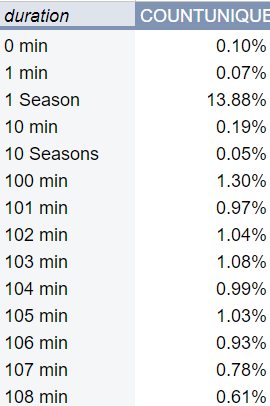 duration COUNTUNIQUE
0 min 0.10%
1 min 0.07%
1 Season 13.88%
10 min 0.19%
10 Seasons 0.05%
100 min 1.30%
101 min 0.97%
102 min 1.04%
103 min 1.08%
104 min 0.99%
105 min 1.03%
106 min 0.93%
107 min 0.78%
108 min 0.61%